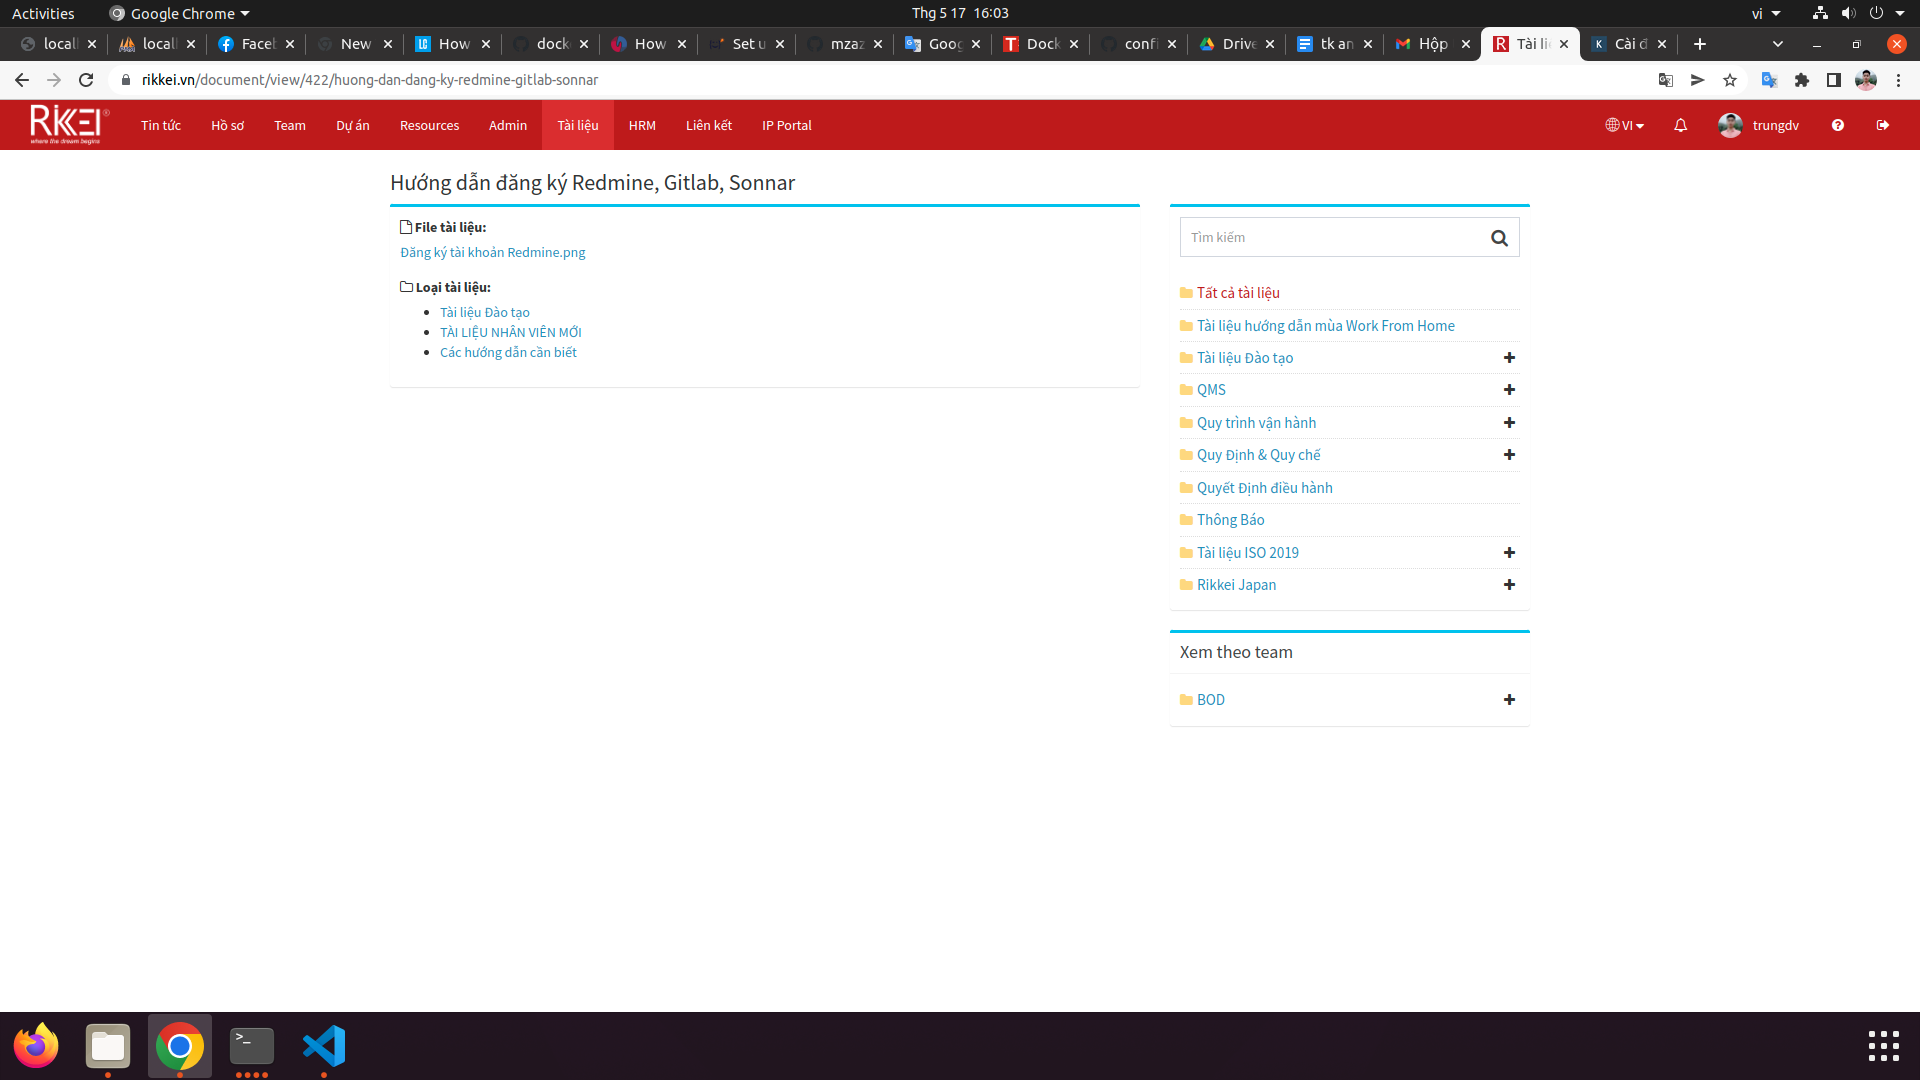 Activities
Google Chrome
Thg 5 17 16:03
vi
locall
locall
Faceb
New
How
docke
How
Set u
mzaz
Goog
Dock
confi
Drive
tk an
Hộp
Tài li
Cài đ
rikkei.vn/document/view/422/huong-dan-dang-ky-redmine-gitlab-sonnar
RIKKEI
where the dream begins
Tin tức
Hồ sơ
Team
Dự án
Resources
Admin
Tài liệu
HRM
Liên kết
IP Portal
VI
trungdv
Hướng dẫn đăng ký Redmine, Gitlab, Sonnar
File tài liệu:
Đăng ký tài khoản Redmine.png
Loại tài liệu:
Tài liệu Đào tạo
TÀI LIỆU NHÂN VIÊN MỚI
Các hướng dẫn cần biết
Tìm kiếm
Tất cả tài liệu
Tài liệu hướng dẫn mùa Work From Home
Tài liệu Đào tạo
QMS
Quy trình vận hành
Quy Định & Quy chế
Quyết Định điều hành
Thông Báo
Tài liệu ISO 2019
Rikkei Japan
Xem theo team
BOD